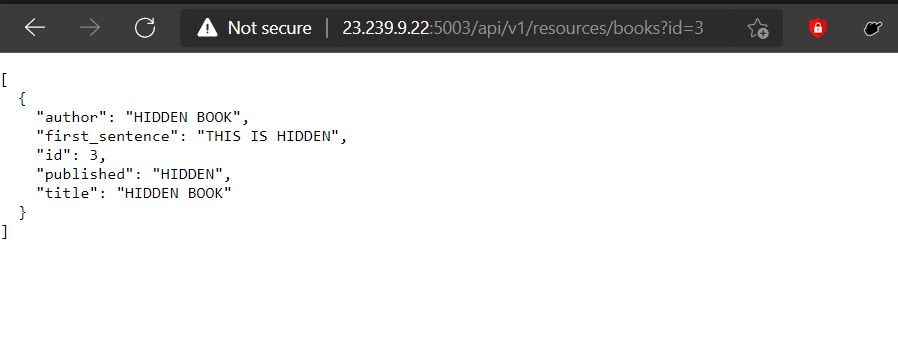 Not secure | 23.239.9.22:5003/api/v1/resources/books?id=3
[
  {
    "author": "HIDDEN BOOK",
    "first_sentence": "THIS IS HIDDEN",
    "id": 3,
    "published": "HIDDEN",
    "title": "HIDDEN BOOK"
  }
]